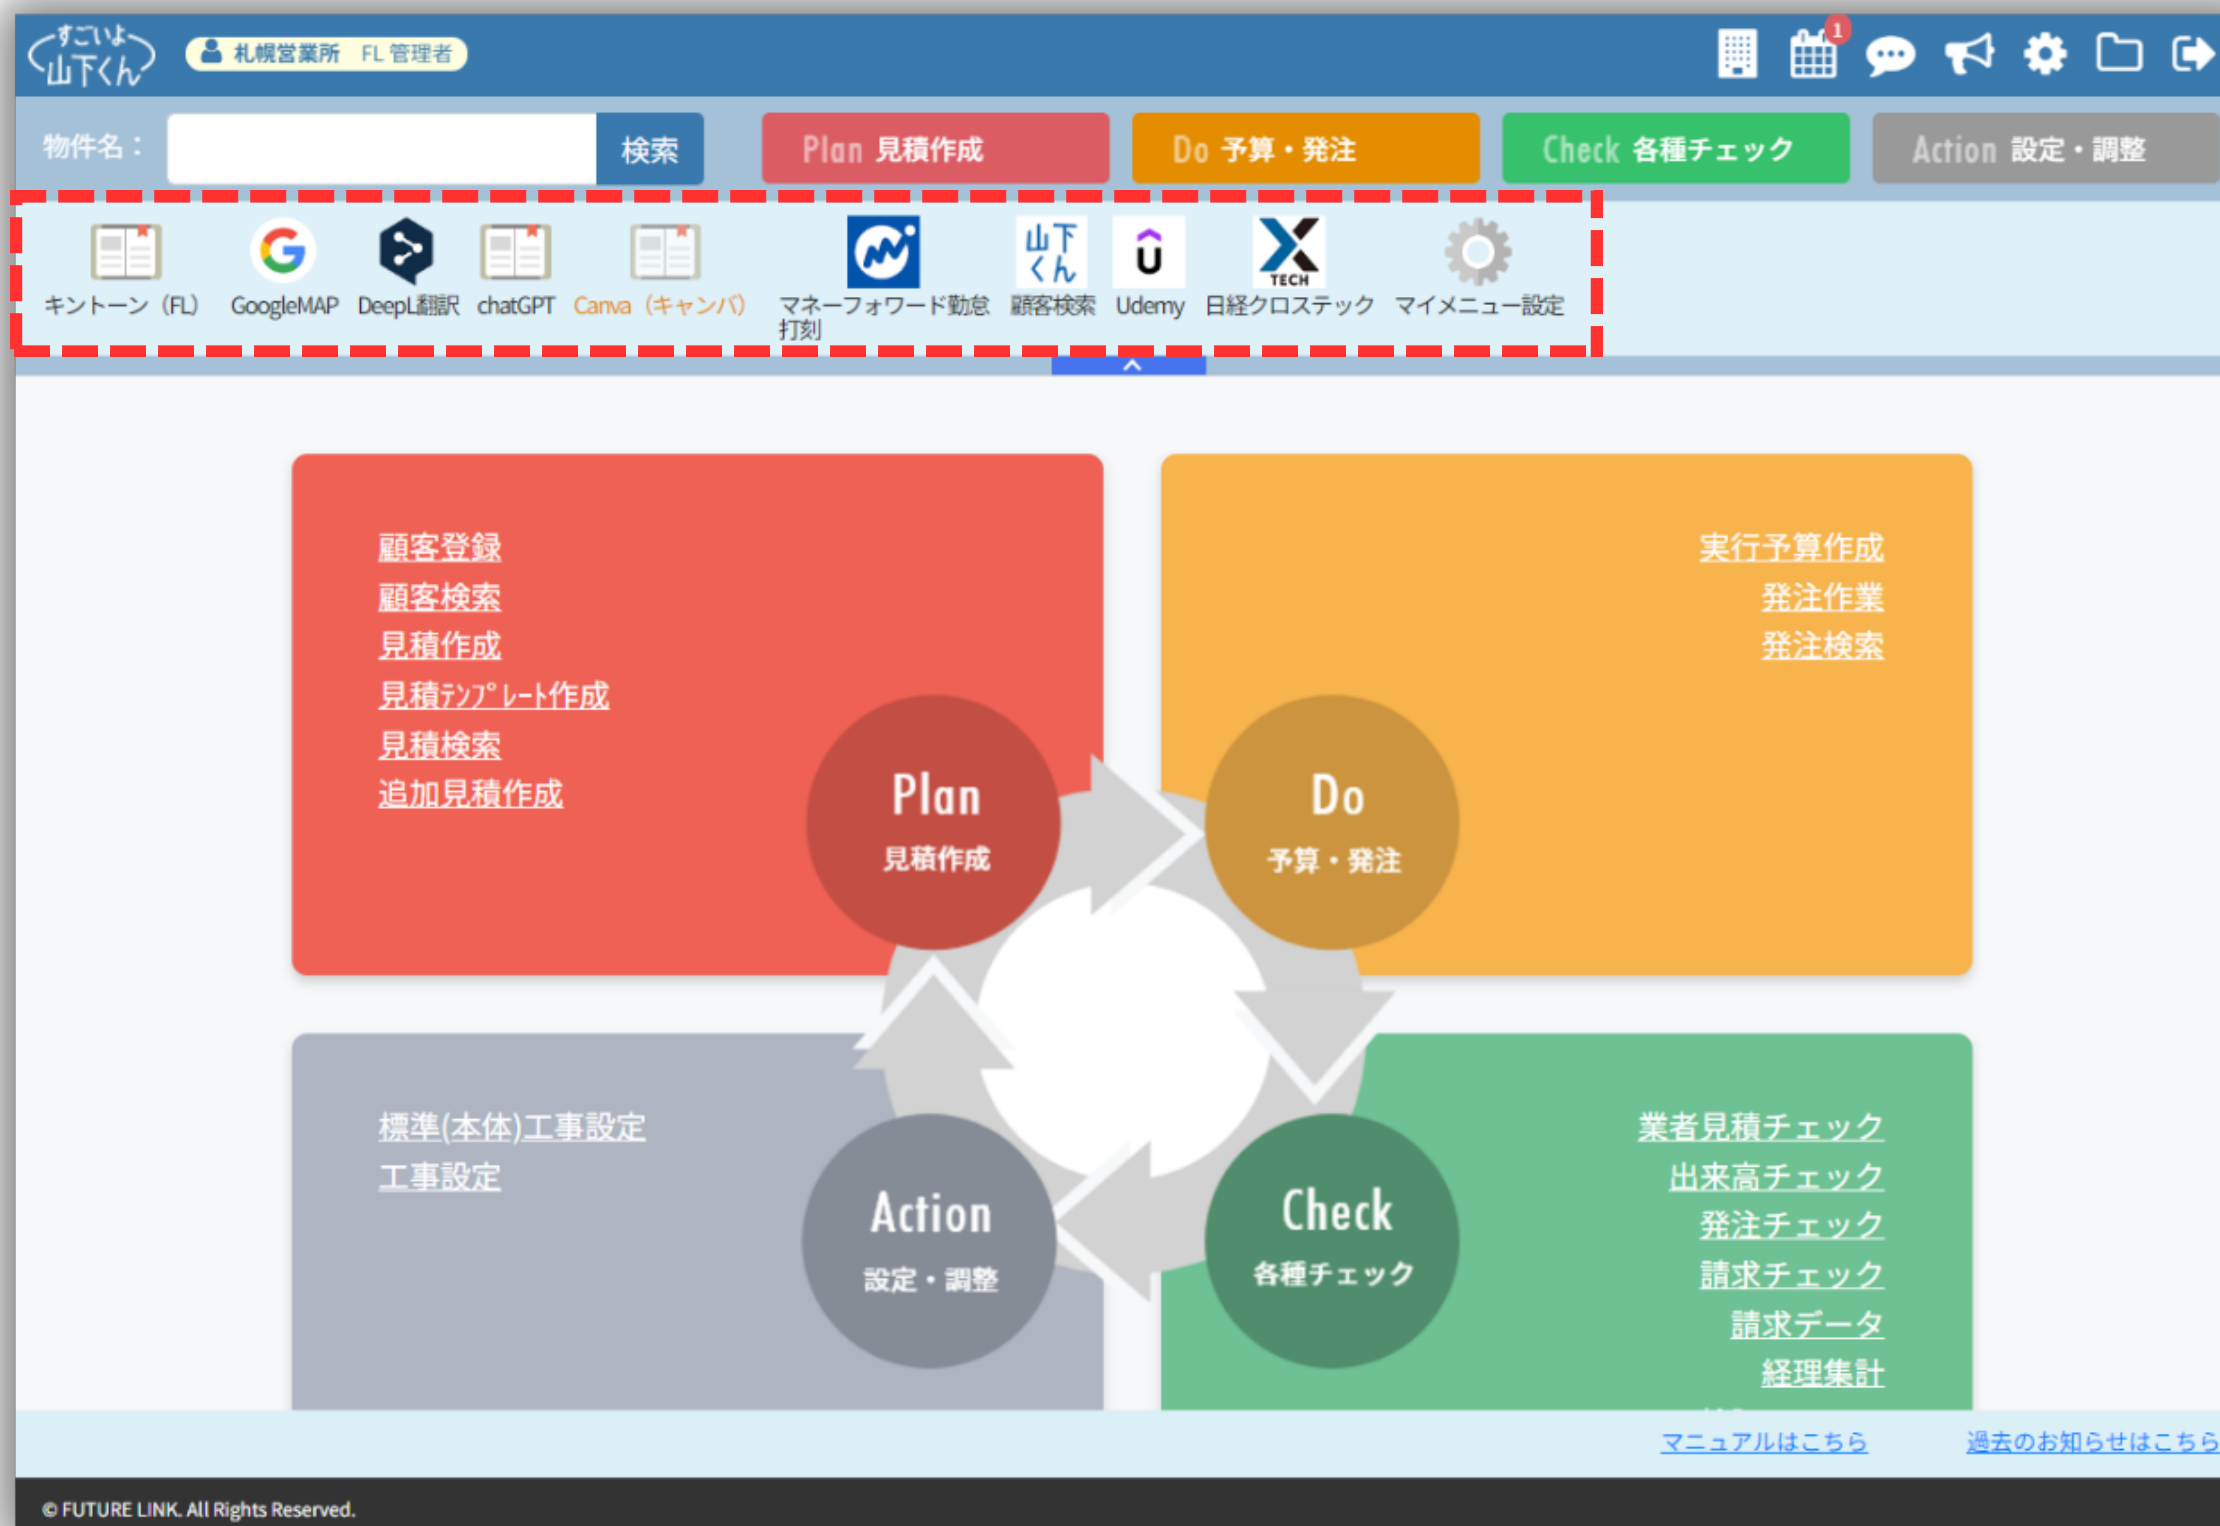 すごいよ
山下くん
札幌営業所 FL 管理者
1
物件名：
検索
Plan 見積作成
Do 予算・発注
Check 各種チェック
Action 設定・調整
山下
くん
TECH
キントーン（FL）
GoogleMAP
DeepL翻訳
chatGPT
Canva（キャンバ）
マネーフォワード勤怠
打刻
顧客検索
Udemy
日経クロステック
マイメニュー設定
顧客登録
顧客検索
見積作成
見積ﾃﾝﾌﾟﾚｰﾄ作成
見積検索
追加見積作成
実行予算作成
発注作業
発注検索
Plan
見積作成
Do
予算・発注
標準(本体)工事設定
工事設定
Action
設定・調整
Check
各種チェック
業者見積チェック
出来高チェック
発注チェック
請求チェック
請求データ
経理集計
マニュアルはこちら
過去のお知らせはこちら
© FUTURE LINK. All Rights Reserved.